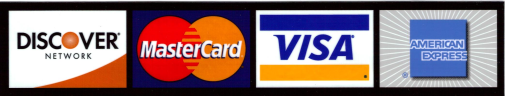 DISCOVER
NETWORK
MasterCard
VISA
AMERICAN
EXPRESS